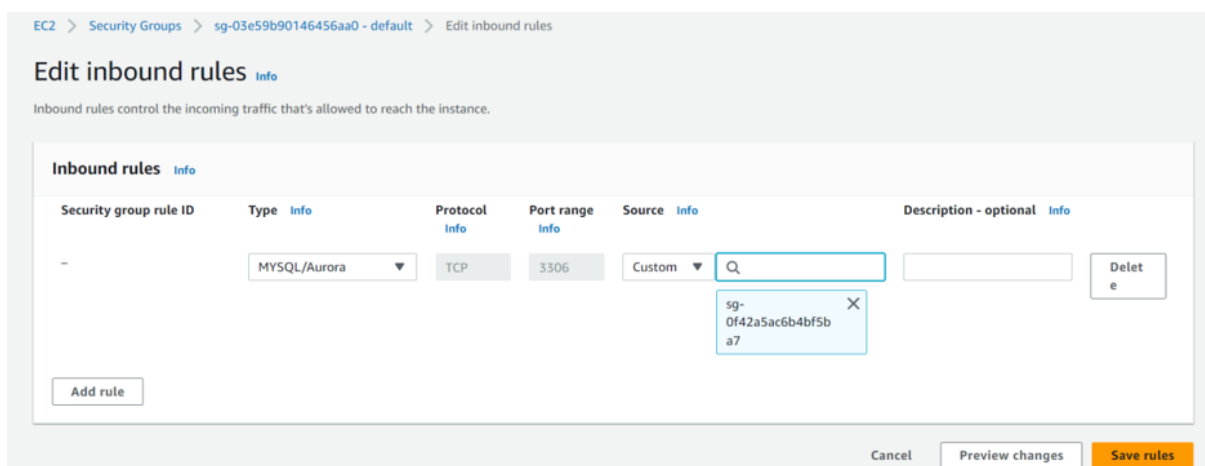 EC2 > Security Groups > sg-03e59b90146456aa0 - default > Edit inbound rules
Edit inbound rules Info
Inbound rules control the incoming traffic that's allowed to reach the instance.
Inbound rules Info
Security group rule ID Type Info Protocol Info Port range Info Source Info Description - optional Info
– MYSQL/Aurora TCP 3306 Custom Delet
e
sg-
0f42a5ac6b4bf5b
a7
Add rule
Cancel Preview changes Save rules